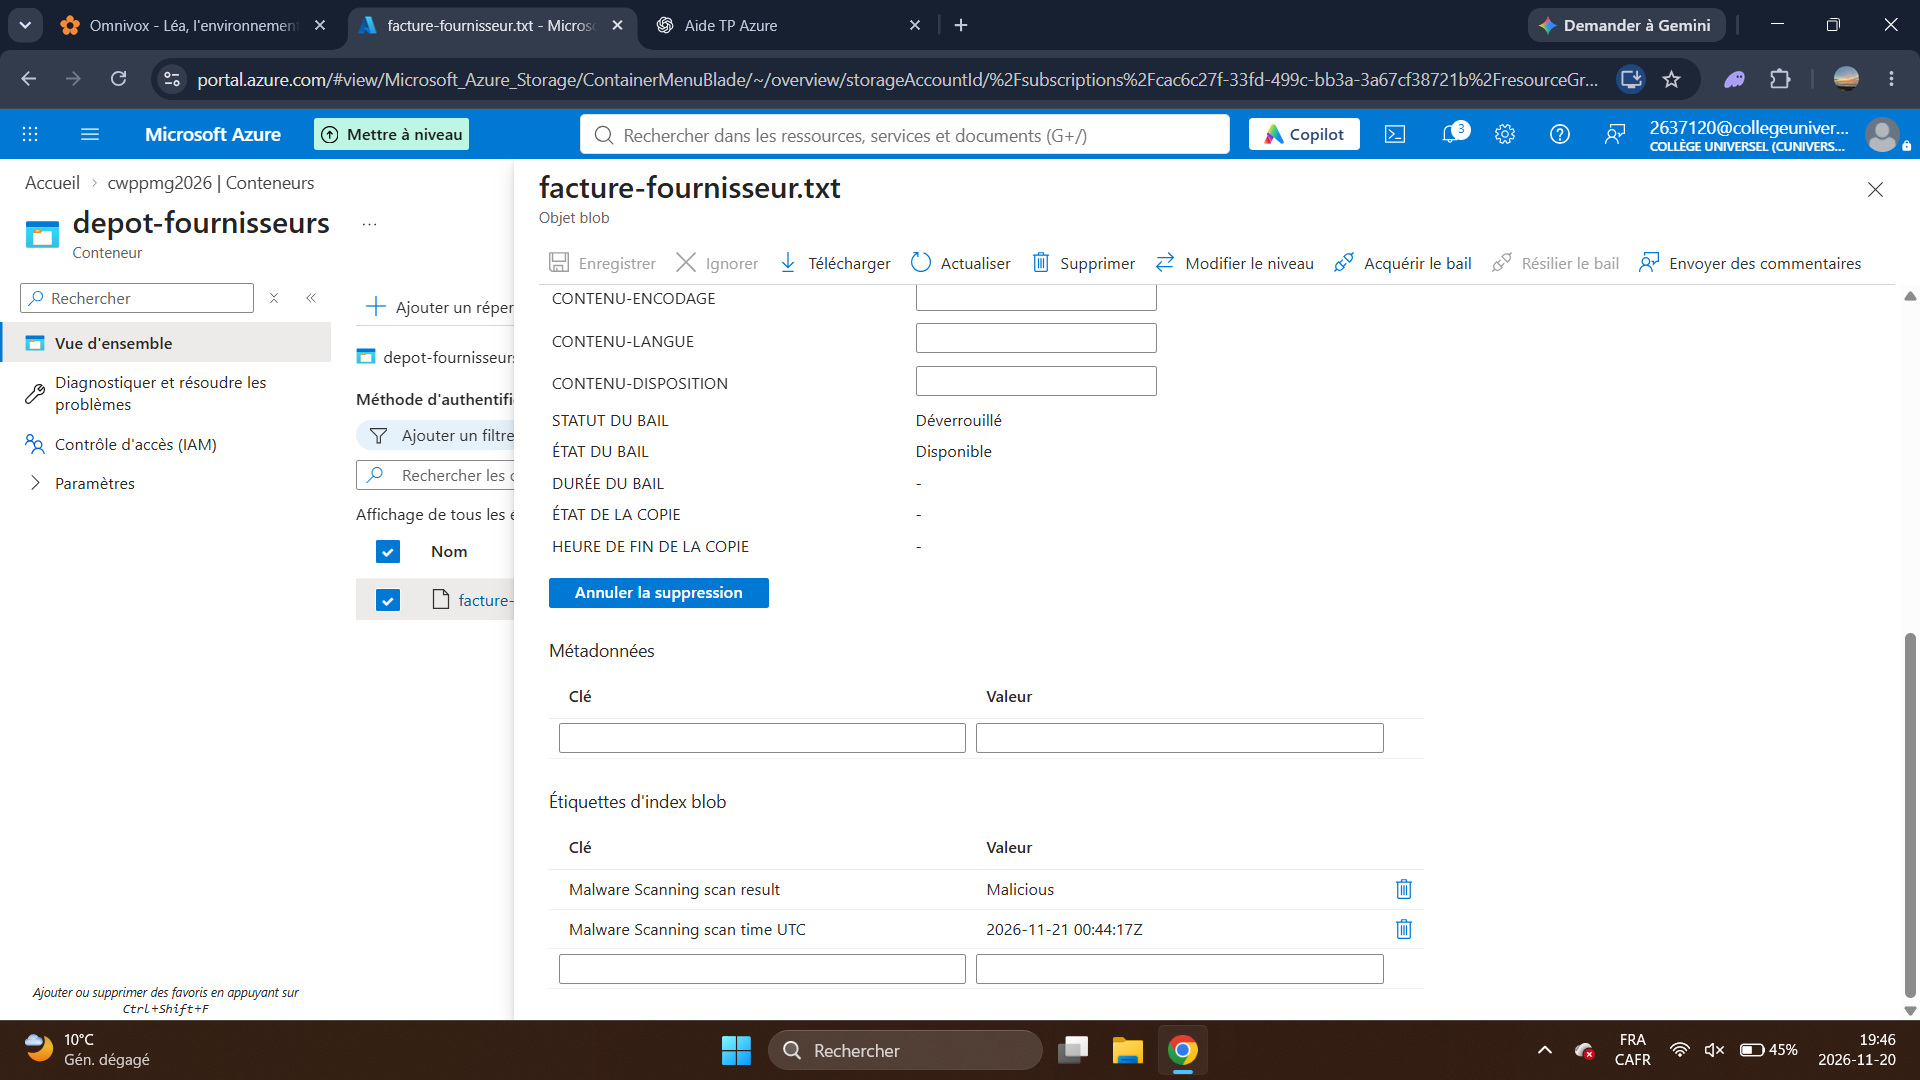 Omnivox - Léa, l'environnemen
facture-fournisseur.txt - Micros
Aide TP Azure
Demander à Gemini
portal.azure.com/#view/Microsoft_Azure_Storage/ContainerMenuBlade/~/overview/storageAccountId/%2Fsubscriptions%2Fcac6c27f-33fd-499c-bb3a-3a67cf38721b%2FresourceGr...
Microsoft Azure
Mettre à niveau
Rechercher dans les ressources, services et documents (G+/)
Copilot
3
2637120@collegeuniver...
COLLÈGE UNIVERSEL (CUNIVERS...
Accueil > cwppmg2026 | Conteneurs
depot-fournisseurs
...
Conteneur
Rechercher
Vue d'ensemble
Diagnostiquer et résoudre les
problèmes
Contrôle d'accès (IAM)
Paramètres
Ajouter ou supprimer des favoris en appuyant sur
Ctrl+Shift+F
Ajouter un réper
depot-fournisseurs
Méthode d'authentifi
Ajouter un filtre
Rechercher les
Affichage de tous les
Nom
facture-
facture-fournisseur.txt
Objet blob
Enregistrer
Ignorer
Télécharger
Actualiser
Supprimer
Modifier le niveau
Acquérir le bail
Résilier le bail
Envoyer des commentaires
CONTENU-ENCODAGE
CONTENU-LANGUE
CONTENU-DISPOSITION
STATUT DU BAIL Déverrouillé
ÉTAT DU BAIL Disponible
DURÉE DU BAIL -
ÉTAT DE LA COPIE -
HEURE DE FIN DE LA COPIE -
Annuler la suppression
Métadonnées
Clé Valeur
Étiquettes d'index blob
Clé Valeur
Malware Scanning scan result Malicious
Malware Scanning scan time UTC 2026-11-21 00:44:17Z
10°C
Gén. dégagé
Rechercher
FRA
CAFR
45%
19:46
2026-11-20